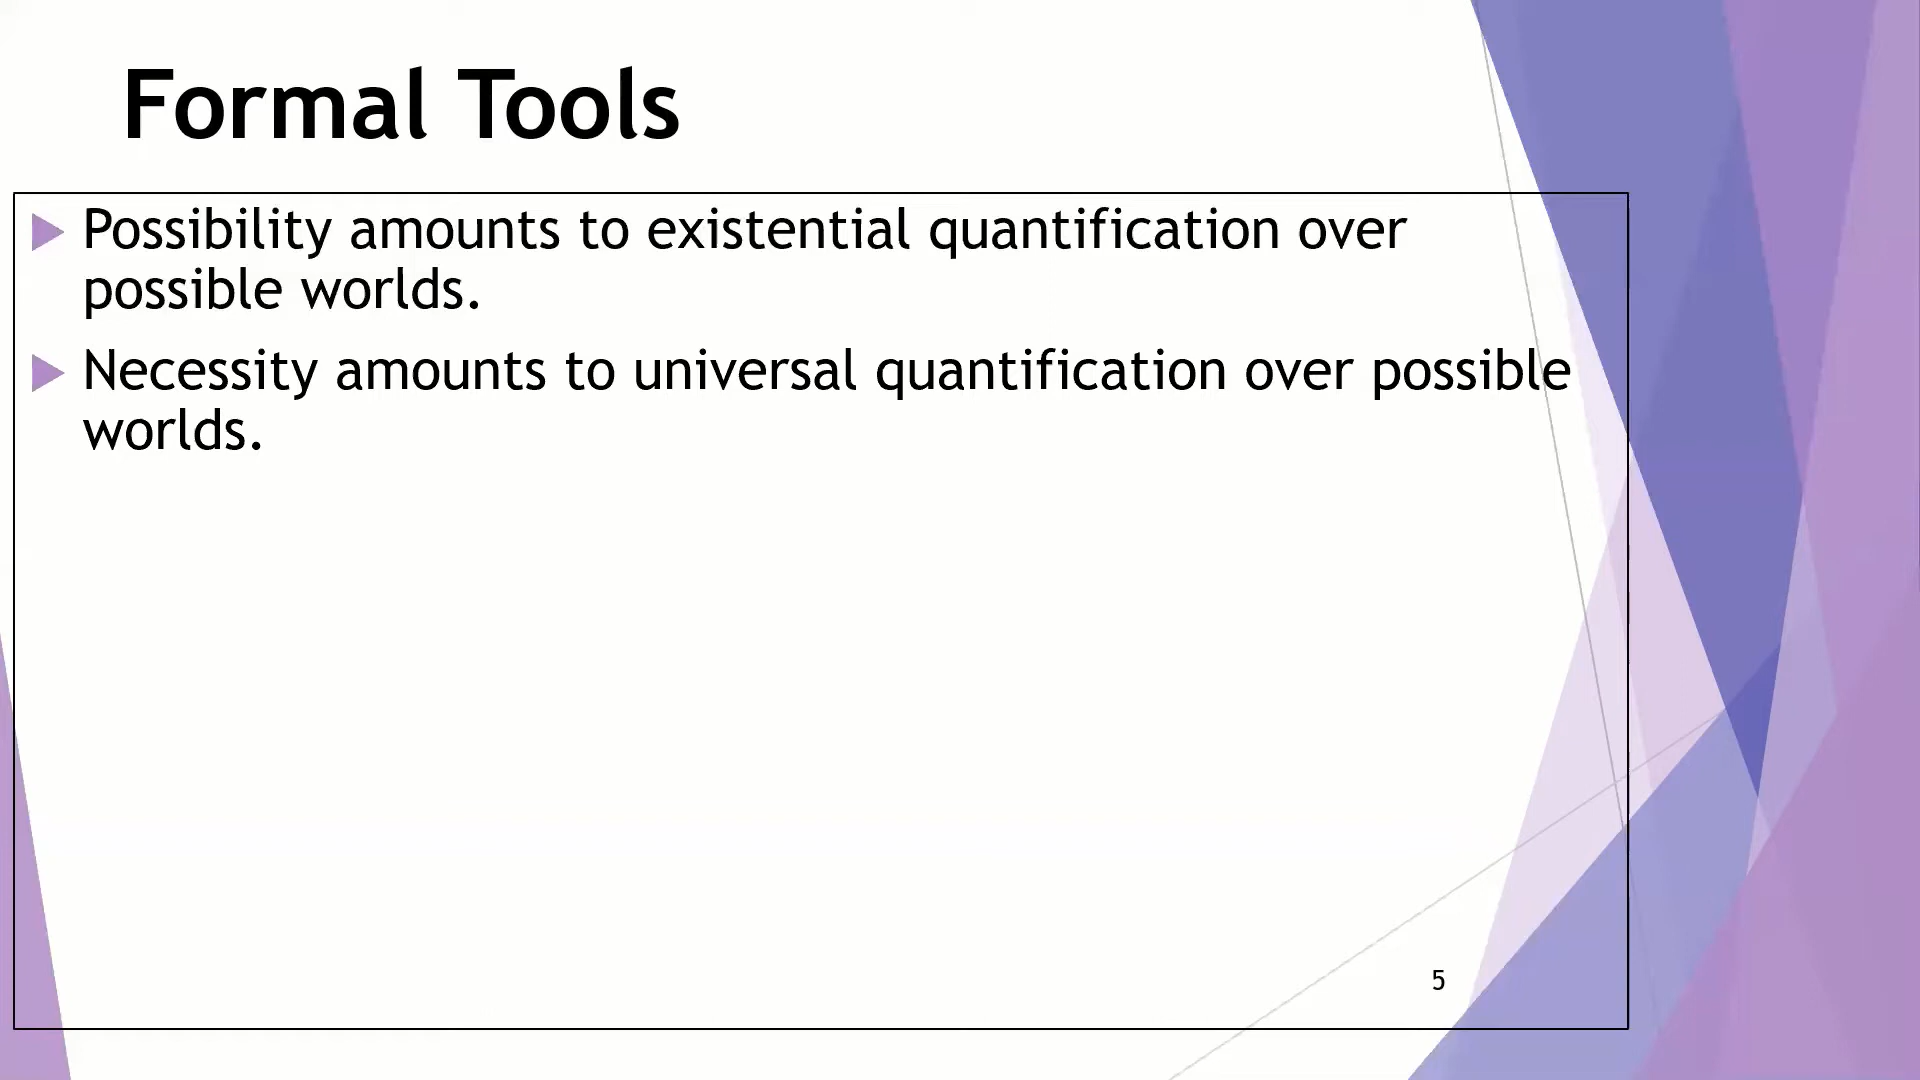 Formal Tools
Possibility amounts to existential quantification over
possible worlds.
Necessity amounts to universal quantification over possible
worlds.
5